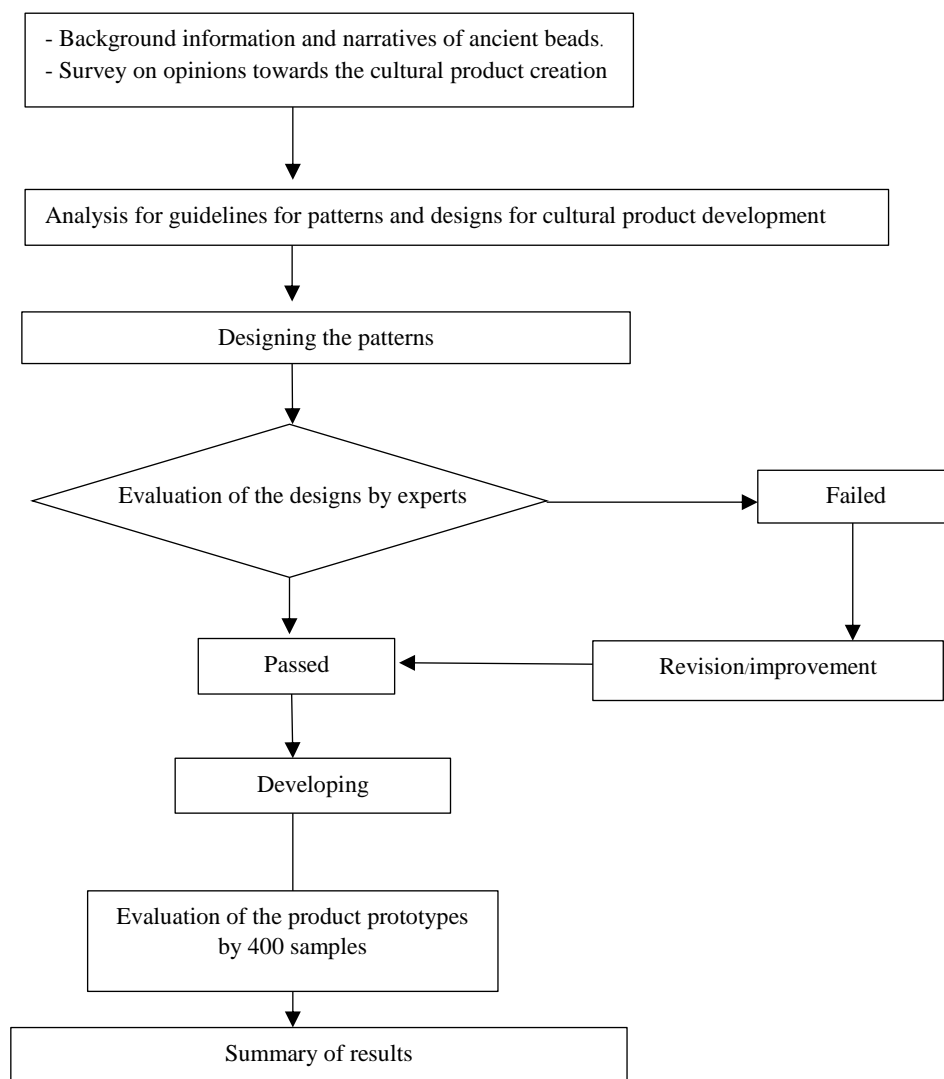 - Background information and narratives of ancient beads.
- Survey on opinions towards the cultural product creation
Analysis for guidelines for patterns and designs for cultural product development
Designing the patterns
Evaluation of the designs by experts
Failed
Passed
Revision/improvement
Developing
Evaluation of the product prototypes
by 400 samples
Summary of results